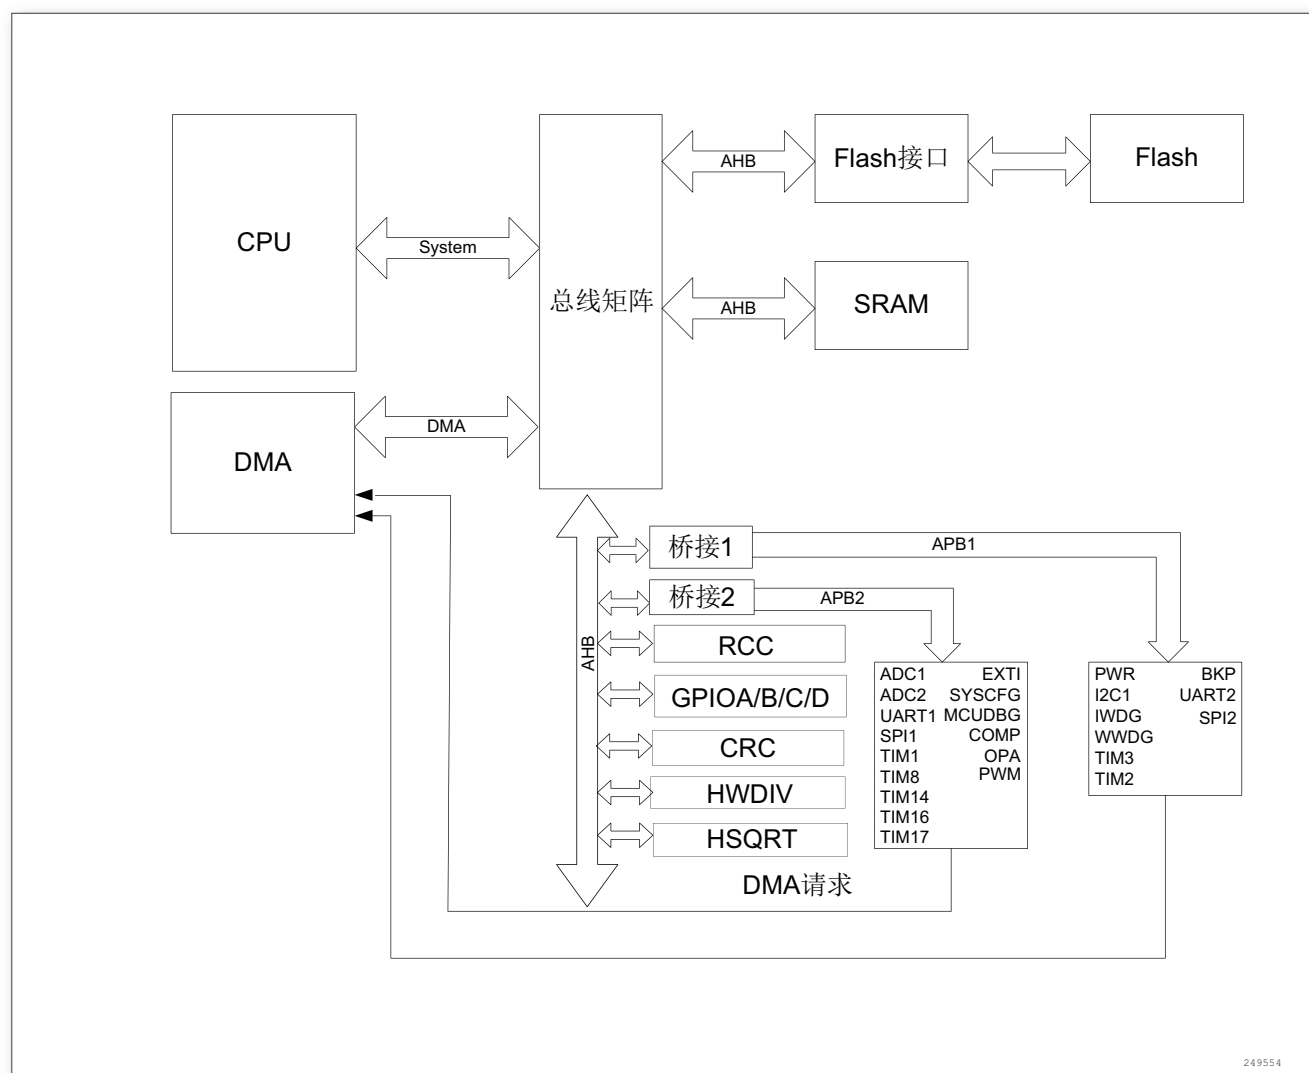 CPU
System
总线矩阵
AHB
Flash接口
Flash
AHB
SRAM
DMA
DMA
AHB
桥接1
APB1
桥接2
APB2
RCC
GPIOA/B/C/D
CRC
HWDIV
HSQRT
ADC1 EXTI
ADC2 SYSCFG
UART1 MCUDBG
SPI1 COMP
TIM1 OPA
TIM8 PWM
TIM14
TIM16
TIM17
PWR BKP
I2C1 UART2
IWDG SPI2
WWDG
TIM3
TIM2
DMA请求
249554